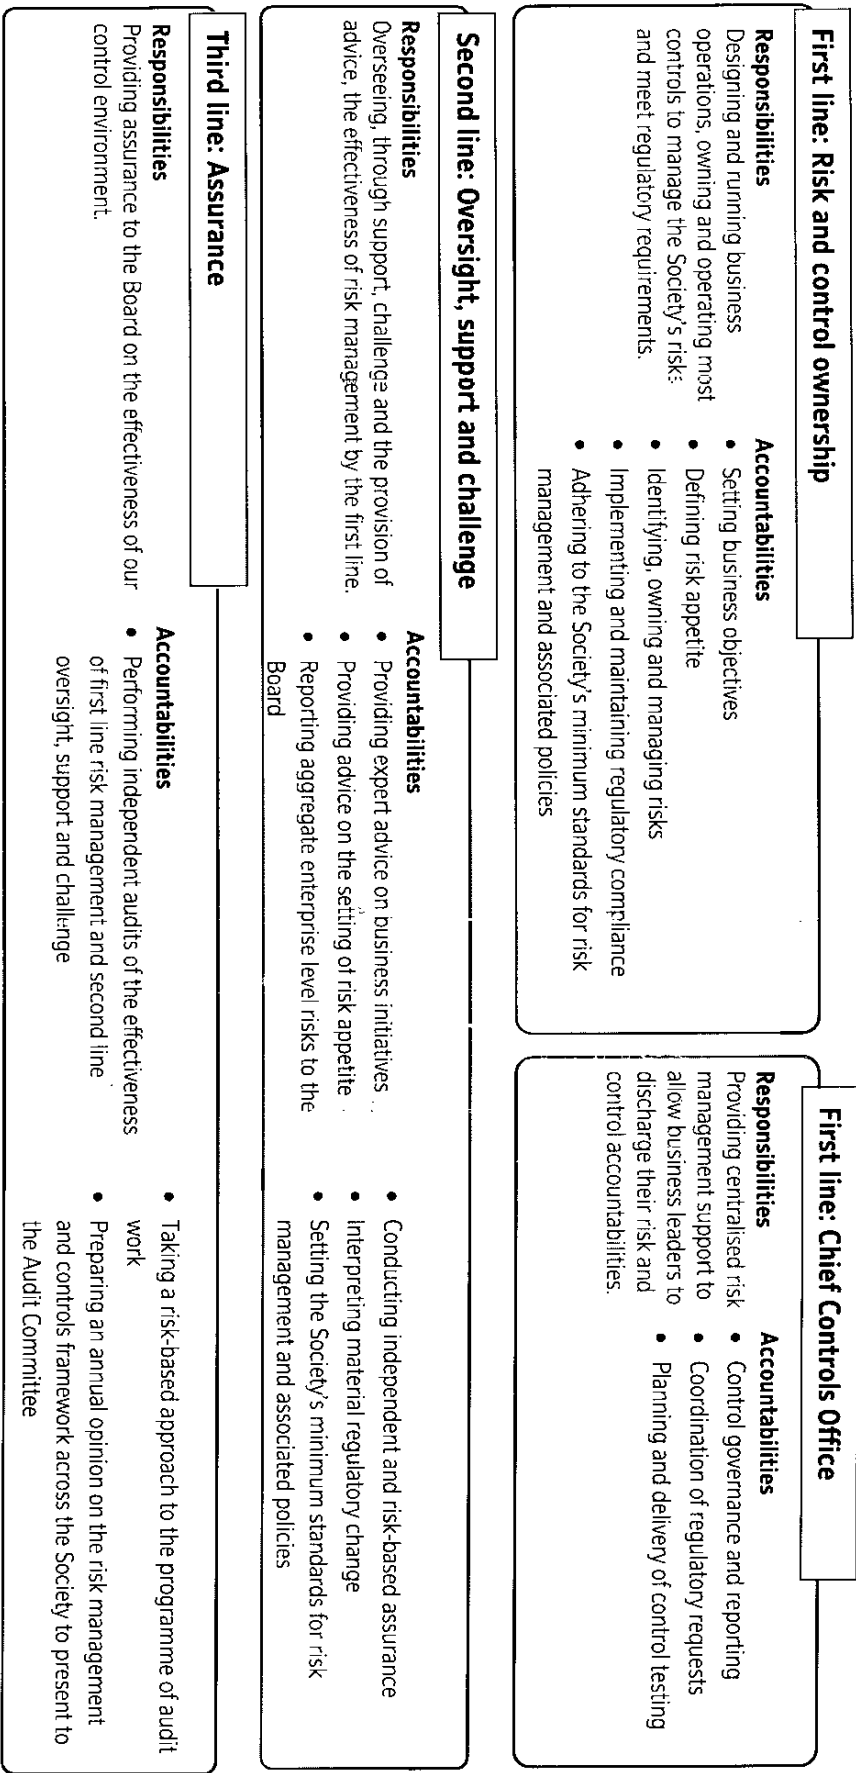 First line: Risk and control ownership
Responsibilities
Designing and running business
operations, owning and operating most
controls to manage the Society's risks
and meet regulatory requirements.
Accountabilities
• Setting business objectives
• Defining risk appetite
• Identifying, owning and managing risks
• Implementing and maintaining regulatory compliance
• Adhering to the Society's minimum standards for risk
management and associated policies
First line: Chief Controls Office
Responsibilities
Providing centralised risk
management support to
allow business leaders to
discharge their risk and
control accountabilities.
Accountabilities
• Control governance and reporting
• Coordination of regulatory requests
• Planning and delivery of control testing
Second line: Oversight, support and challenge
Responsibilities
Overseeing, through support, challenge and the provision of
advice, the effectiveness of risk management by the first line.
Accountabilities
• Providing expert advice on business initiatives
• Providing advice on the setting of risk appetite
• Reporting aggregate enterprise level risks to the
Board
• Conducting independent and risk-based assurance
• Interpreting material regulatory change
• Setting the Society's minimum standards for risk
management and associated policies
Third line: Assurance
Responsibilities
Providing assurance to the Board on the effectiveness of our
control environment.
Accountabilities
• Performing independent audits of the effectiveness
of first line risk management and second line
oversight, support and challenge
• Taking a risk-based approach to the programme of audit
work
• Preparing an annual opinion on the risk management
and controls framework across the Society to present to
the Audit Committee